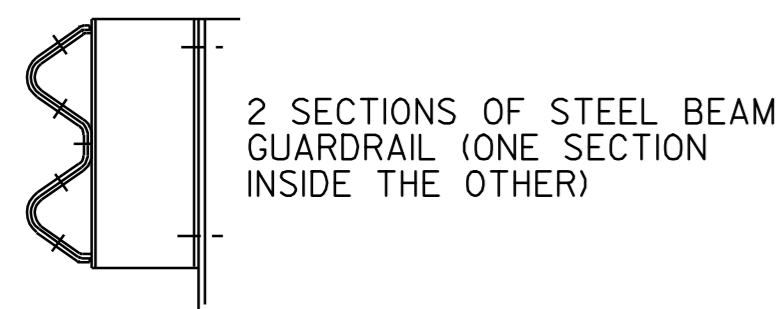 2 SECTIONS OF STEEL BEAM
GUARDRAIL (ONE SECTION
INSIDE THE OTHER)